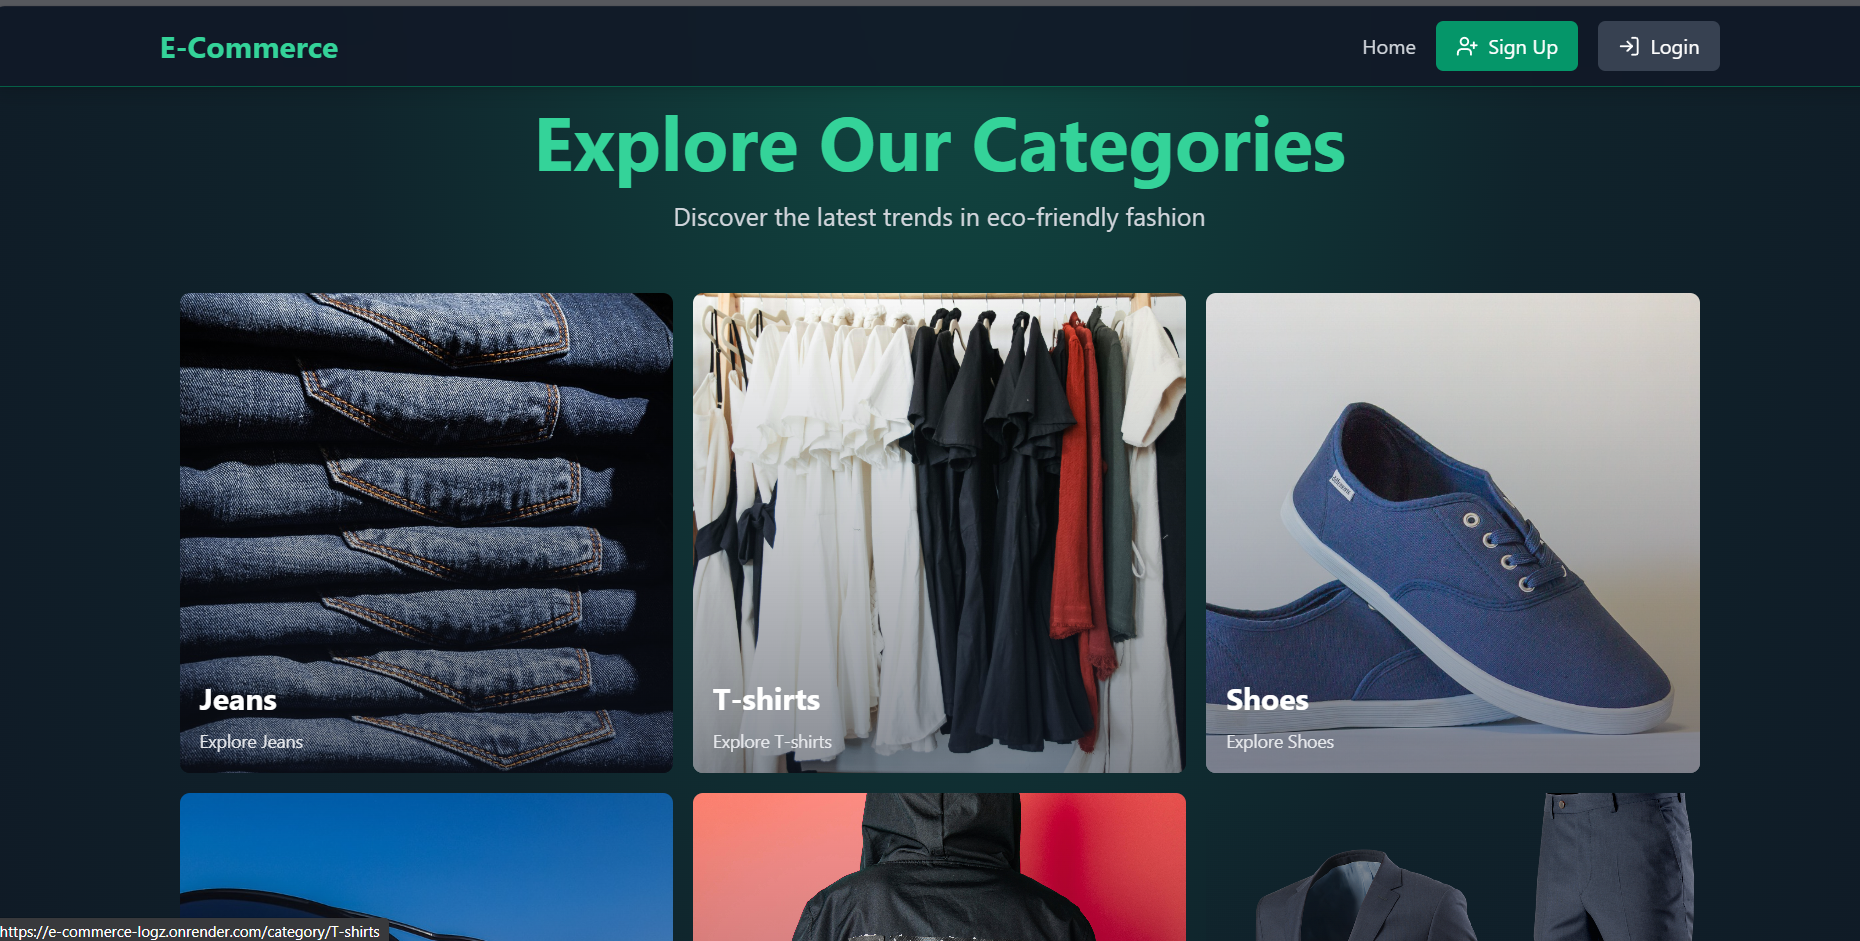 E-Commerce
Home
Sign Up
Login
Explore Our Categories
Discover the latest trends in eco-friendly fashion
Jeans
Explore Jeans
T-shirts
Explore T-shirts
Shoes
Explore Shoes
https://e-commerce-logz.onrender.com/category/T-shirts